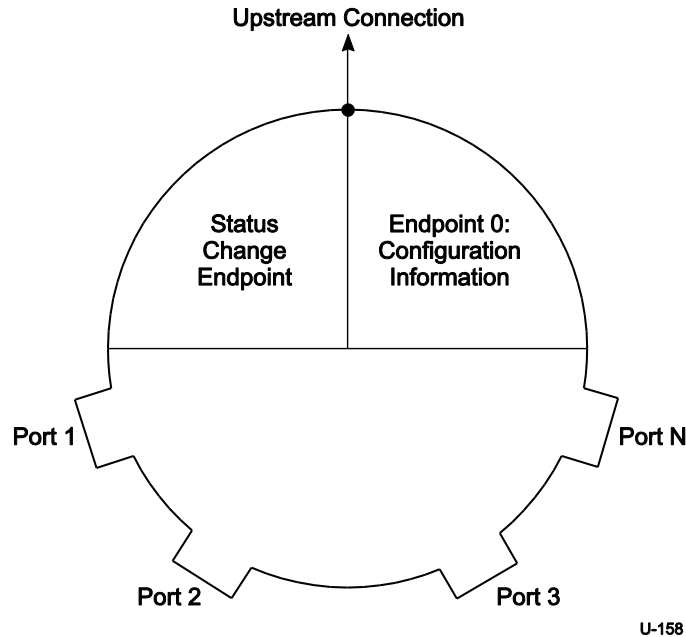 Upstream Connection
Status
Change
Endpoint
Endpoint 0:
Configuration
Information
Port 1
Port N
Port 2
Port 3
U-158